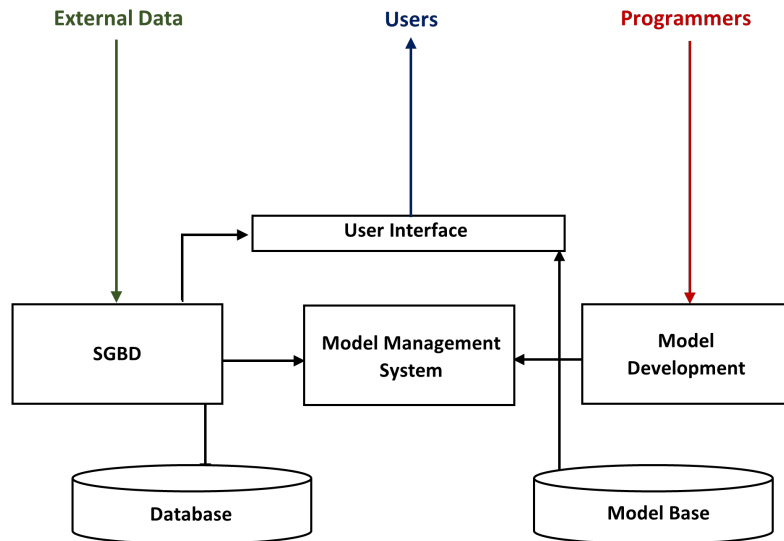 External Data
Users
Programmers
User Interface
SGBD
Model Management
System
Model
Development
Database
Model Base